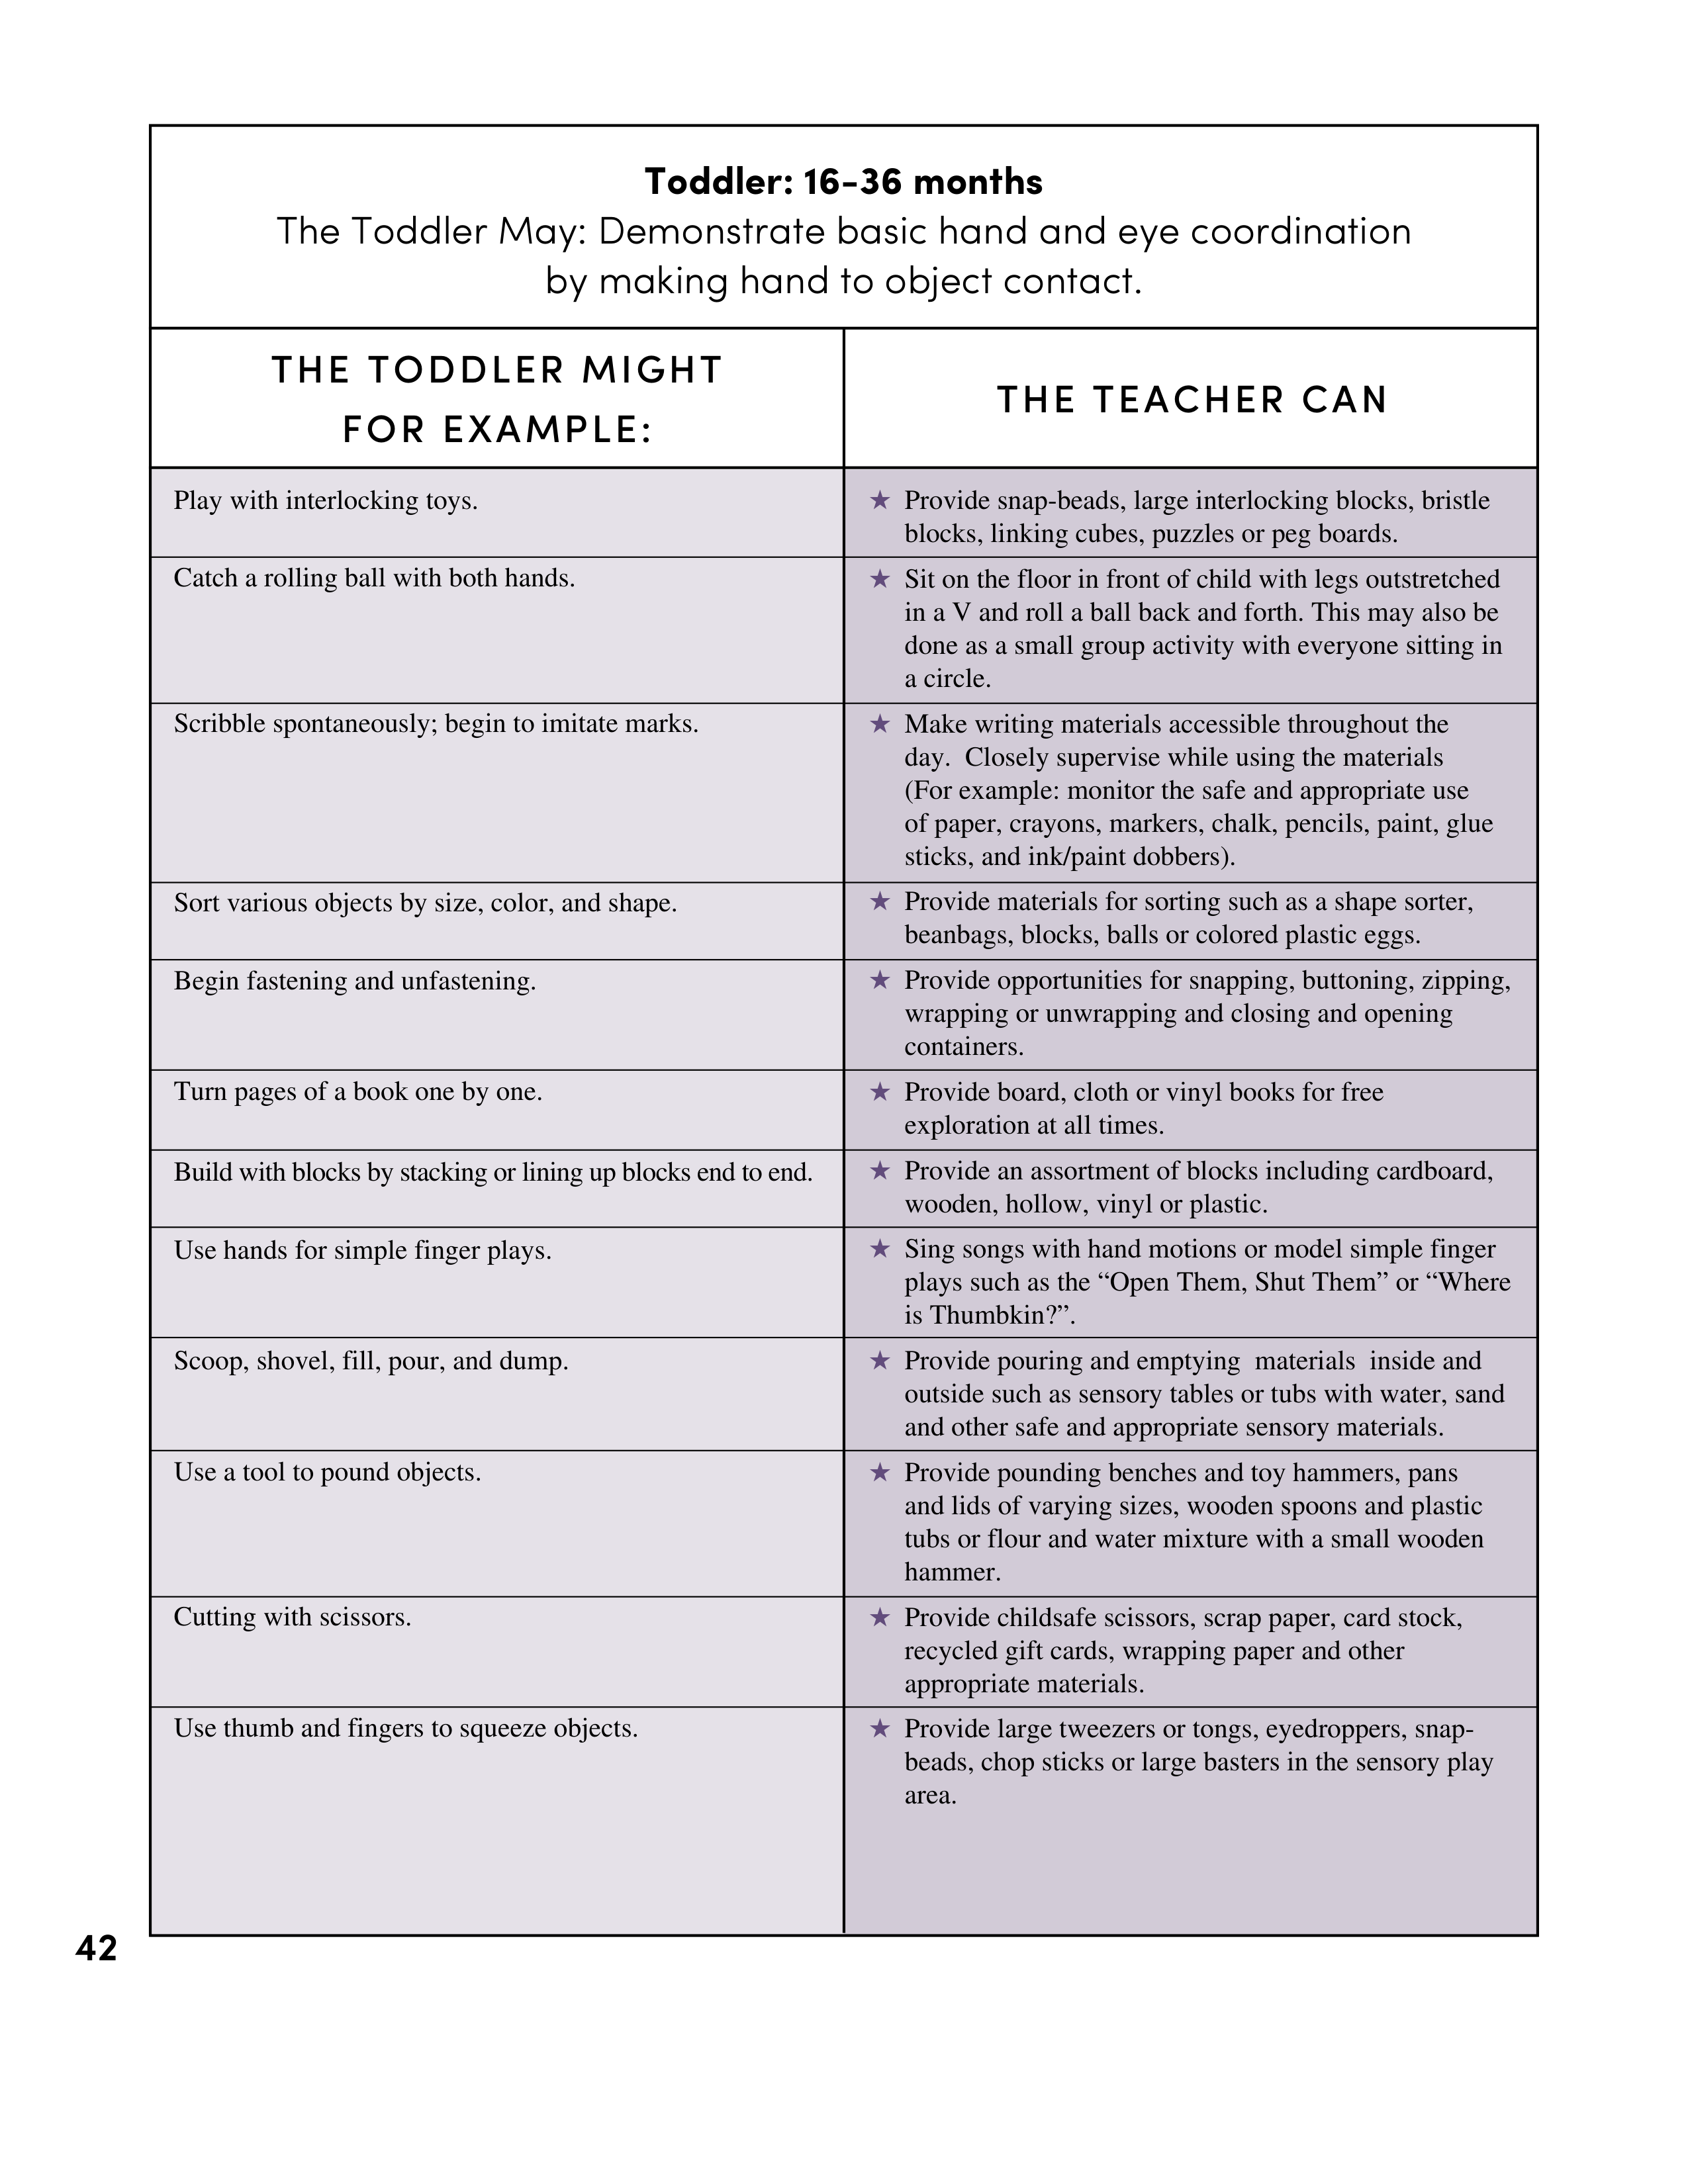 Toddler: 16-36 months
The Toddler May: Demonstrate basic hand and eye coordination
by making hand to object contact.
THE TODDLER MIGHT
FOR EXAMPLE:
THE TEACHER CAN
Play with interlocking toys.
★ Provide snap-beads, large interlocking blocks, bristle
blocks, linking cubes, puzzles or peg boards.
Catch a rolling ball with both hands.
★ Sit on the floor in front of child with legs outstretched
in a V and roll a ball back and forth. This may also be
done as a small group activity with everyone sitting in
a circle.
Scribble spontaneously; begin to imitate marks.
★ Make writing materials accessible throughout the
day.  Closely supervise while using the materials
(For example: monitor the safe and appropriate use
of paper, crayons, markers, chalk, pencils, paint, glue
sticks, and ink/paint dobbers).
Sort various objects by size, color, and shape.
★ Provide materials for sorting such as a shape sorter,
beanbags, blocks, balls or colored plastic eggs.
Begin fastening and unfastening.
★ Provide opportunities for snapping, buttoning, zipping,
wrapping or unwrapping and closing and opening
containers.
Turn pages of a book one by one.
★ Provide board, cloth or vinyl books for free
exploration at all times.
Build with blocks by stacking or lining up blocks end to end.
★ Provide an assortment of blocks including cardboard,
wooden, hollow, vinyl or plastic.
Use hands for simple finger plays.
★ Sing songs with hand motions or model simple finger
plays such as the “Open Them, Shut Them” or “Where
is Thumbkin?”.
Scoop, shovel, fill, pour, and dump.
★ Provide pouring and emptying  materials  inside and
outside such as sensory tables or tubs with water, sand
and other safe and appropriate sensory materials.
Use a tool to pound objects.
★ Provide pounding benches and toy hammers, pans
and lids of varying sizes, wooden spoons and plastic
tubs or flour and water mixture with a small wooden
hammer.
Cutting with scissors.
★ Provide childsafe scissors, scrap paper, card stock,
recycled gift cards, wrapping paper and other
appropriate materials.
Use thumb and fingers to squeeze objects.
★ Provide large tweezers or tongs, eyedroppers, snap-
beads, chop sticks or large basters in the sensory play
area.
42